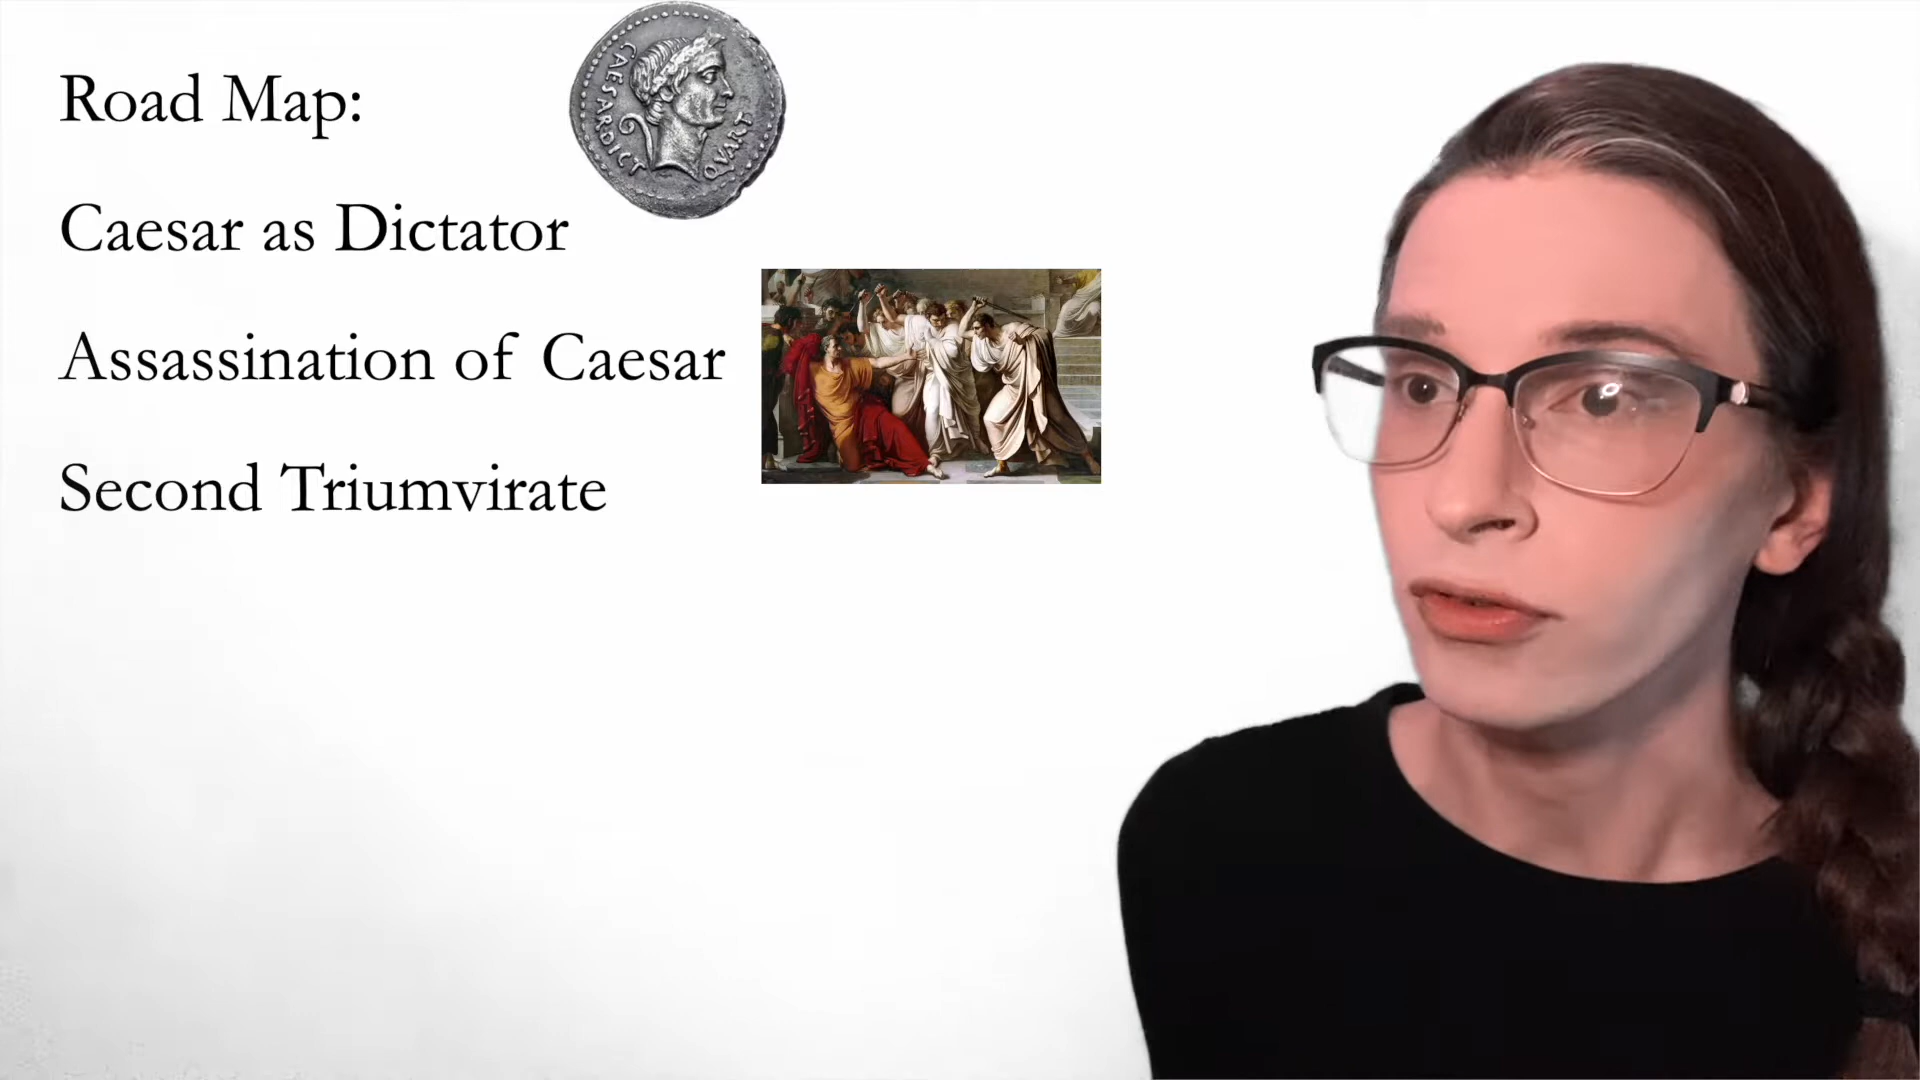 Road Map:
CAESAR DICT
QVART
Caesar as Dictator
Assassination of Caesar
Second Triumvirate